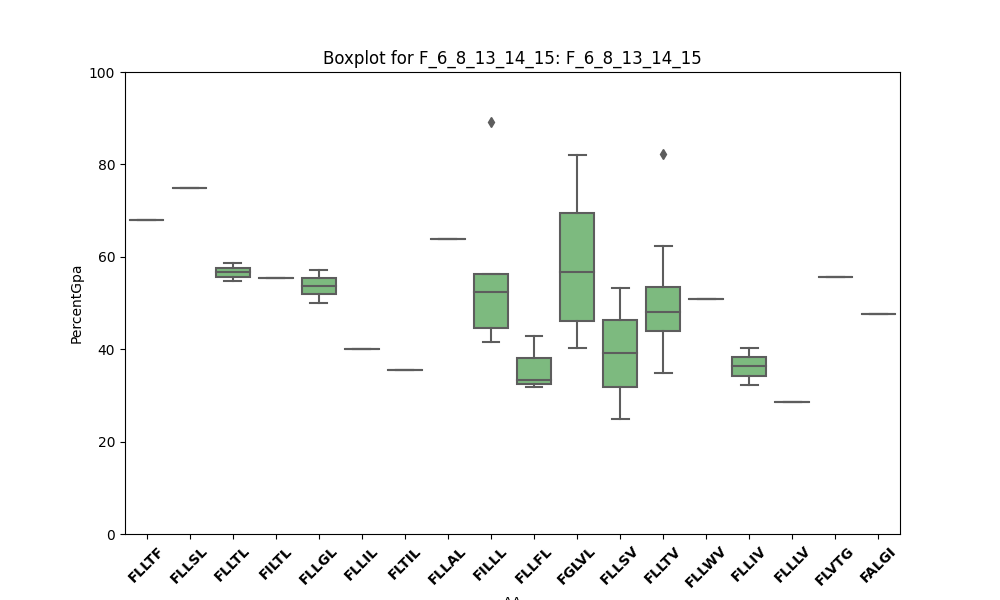 Boxplot for F_6_8_13_14_15: F_6_8_13_14_15
100
80
60
40
20
0
PercentGpa
FLLTF FLLSL FLLTL FILTL FLLGL FLLIL FLTIL FLLAL FILLL FLLFL FGLVL FLLSV FLLTV FLLWV FLLIV FLLLV FLVTG FALGI
AA